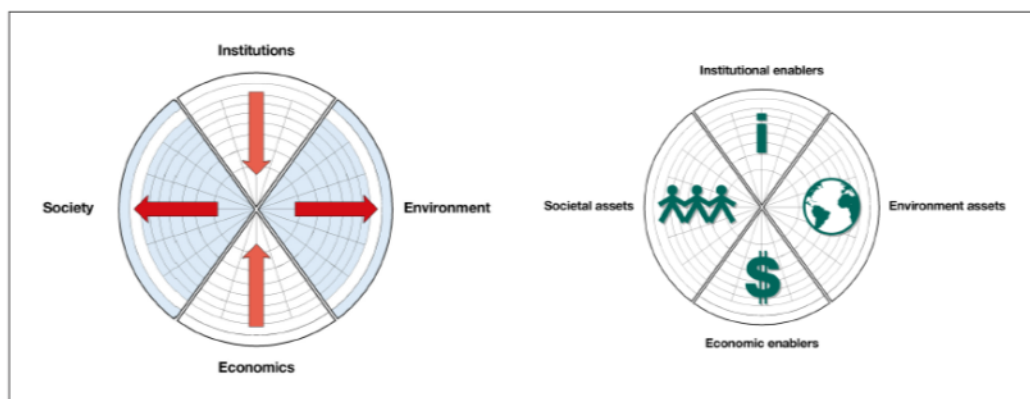 Institutions
Society
Environment
Economics
Institutional enablers
i
Societal assets
Environment assets
$
Economic enablers